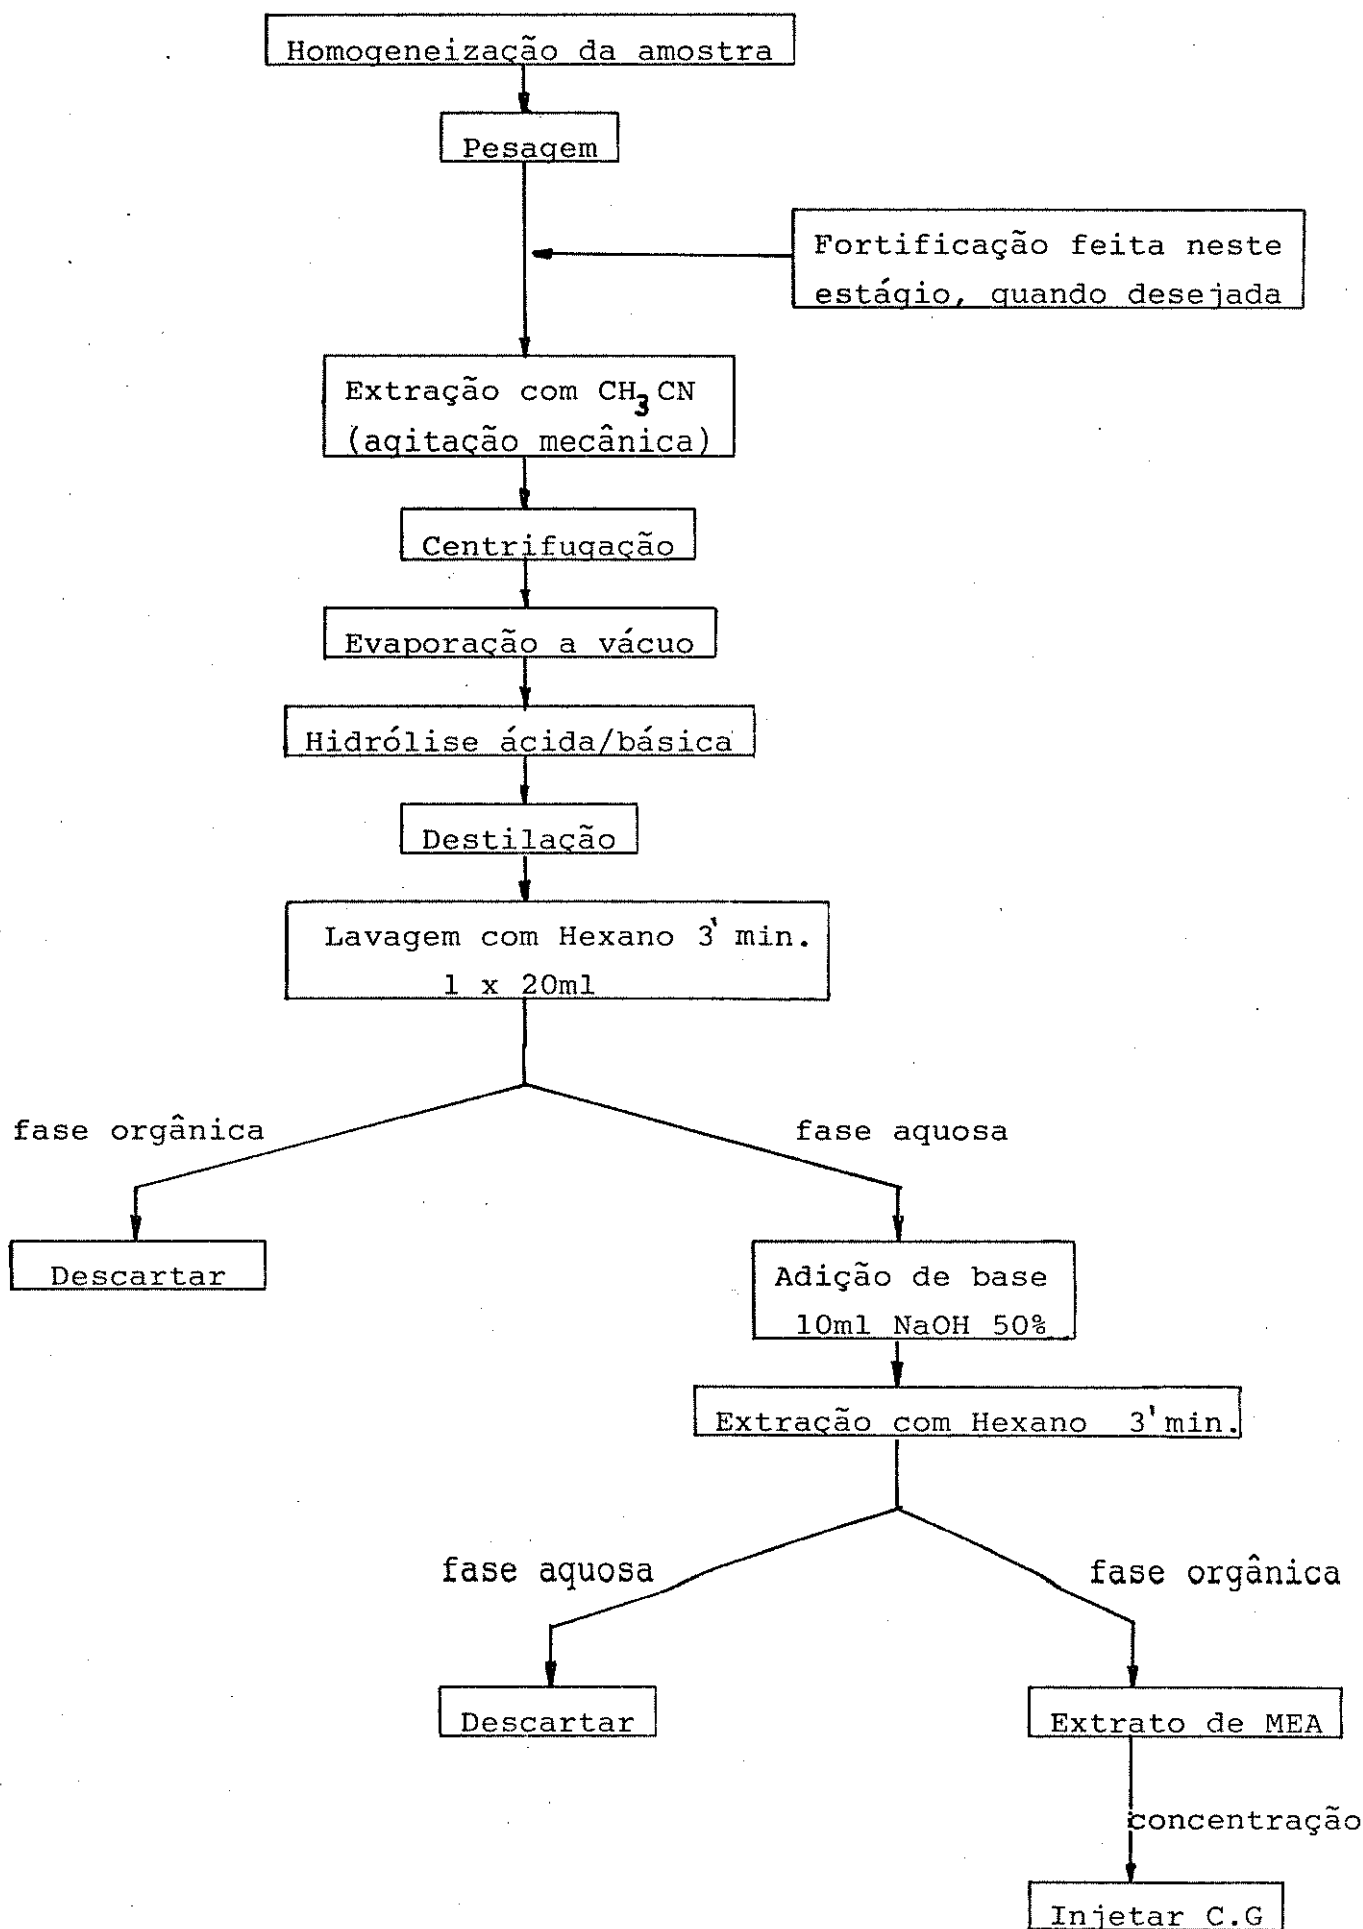 Homogeneização da amostra
Pesagem
Fortificação feita neste
estágio, quando desejada
Extração com CH3CN
(agitação mecânica)
Centrifugação
Evaporação a vácuo
Hidrólise ácida/básica
Destilação
Lavagem com Hexano 3' min.
1 x 20ml
fase orgânica
fase aquosa
Descartar
Adição de base
10ml NaOH 50%
Extração com Hexano 3' min.
fase aquosa
fase orgânica
Descartar
Extrato de MEA
concentração
Injetar C.G